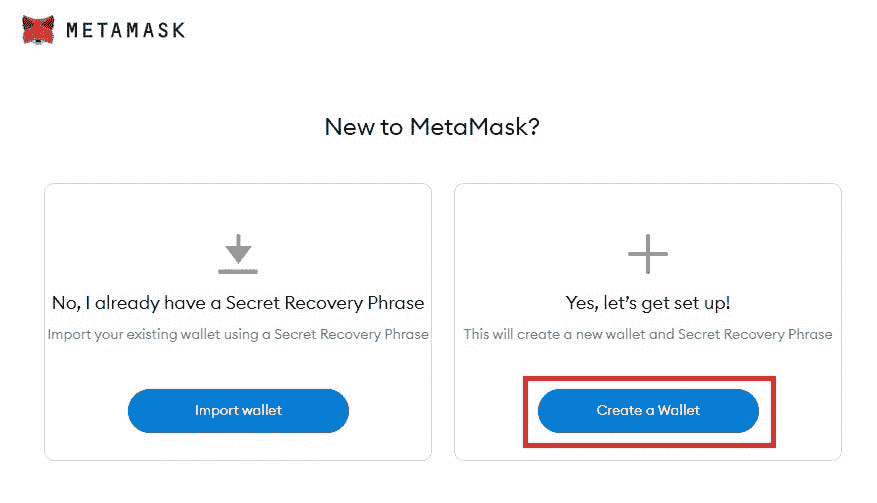 METAMASK
New to MetaMask?
No, I already have a Secret Recovery Phrase
Import your existing wallet using a Secret Recovery Phrase
Import wallet
Yes, let’s get set up!
This will create a new wallet and Secret Recovery Phrase
Create a Wallet